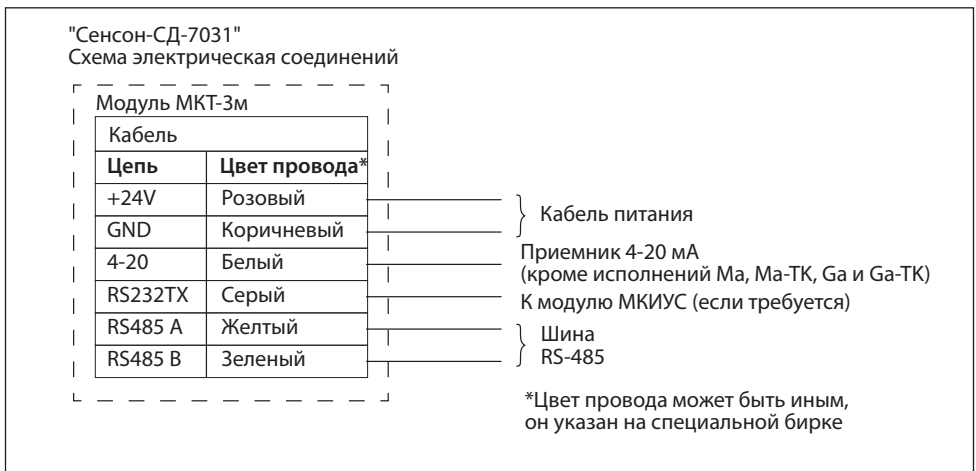 "Сенсон-СД-7031"
Схема электрическая соединений
Модуль МКТ-3м
Кабель
Цепь Цвет провода*
+24V Розовый
GND Коричневый
Кабель питания
4-20 Белый
Приемник 4-20 мА
(кроме исполнений Ma, Ma-TK, Ga и Ga-TK)
RS232TX Серый
К модулю МКИУС (если требуется)
RS485 A Желтый
RS485 B Зеленый
Шина
RS-485
*Цвет провода может быть иным,
он указан на специальной бирке